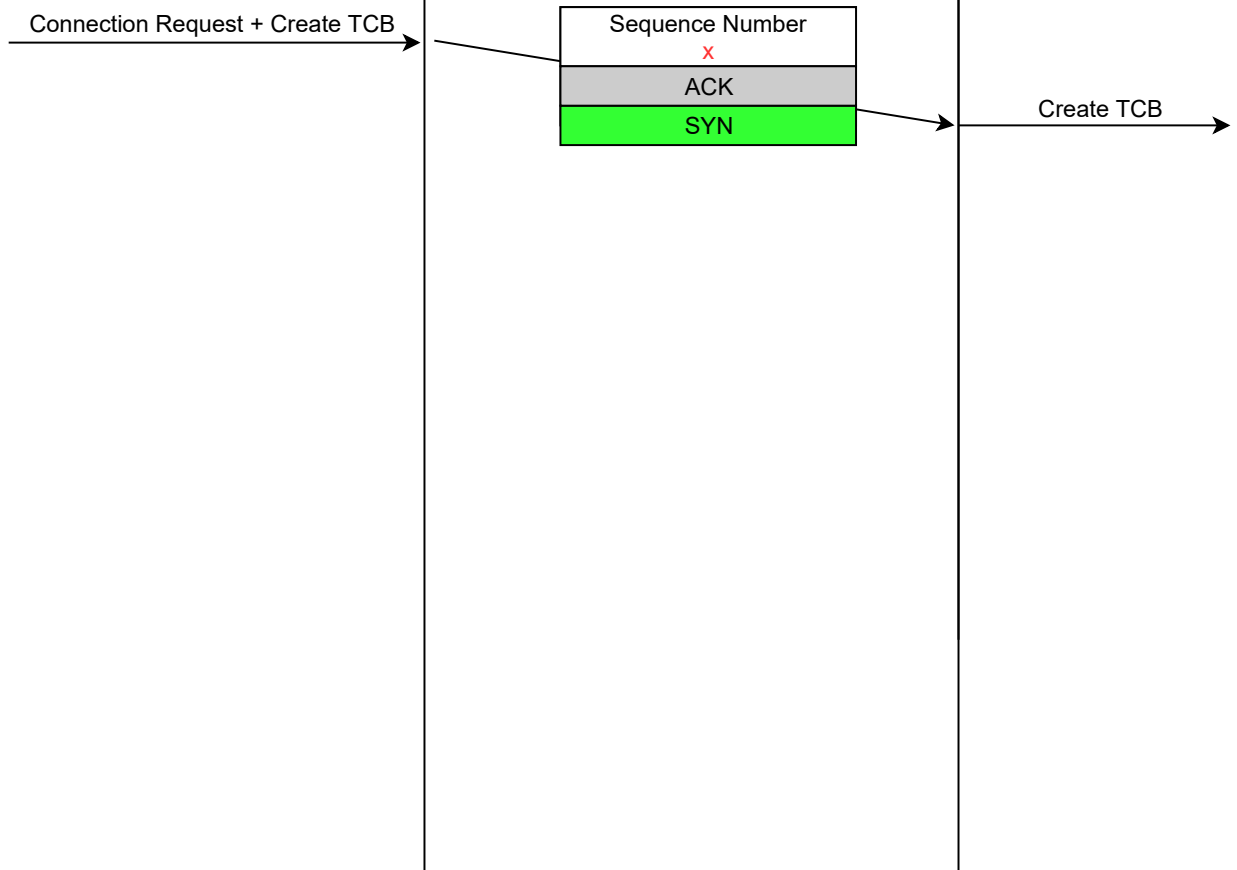 Connection Request + Create TCB
Sequence Number
x
ACK
SYN
Create TCB